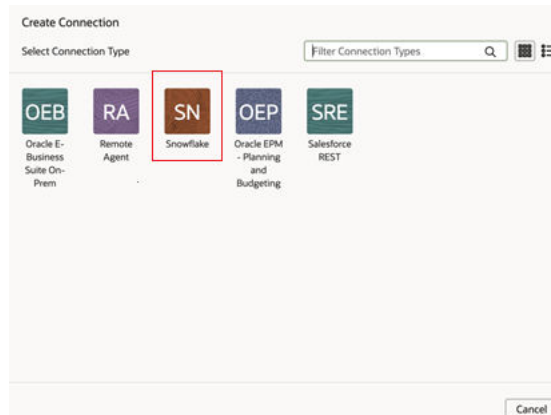 Create Connection
Select Connection Type
Filter Connection Types
OEB
RA
SN
OEP
SRE
Oracle E-
Business
Suite On-
Prem
Remote
Agent
Snowflake
Oracle EPM
- Planning
and
Budgeting
Salesforce
REST
Cancel